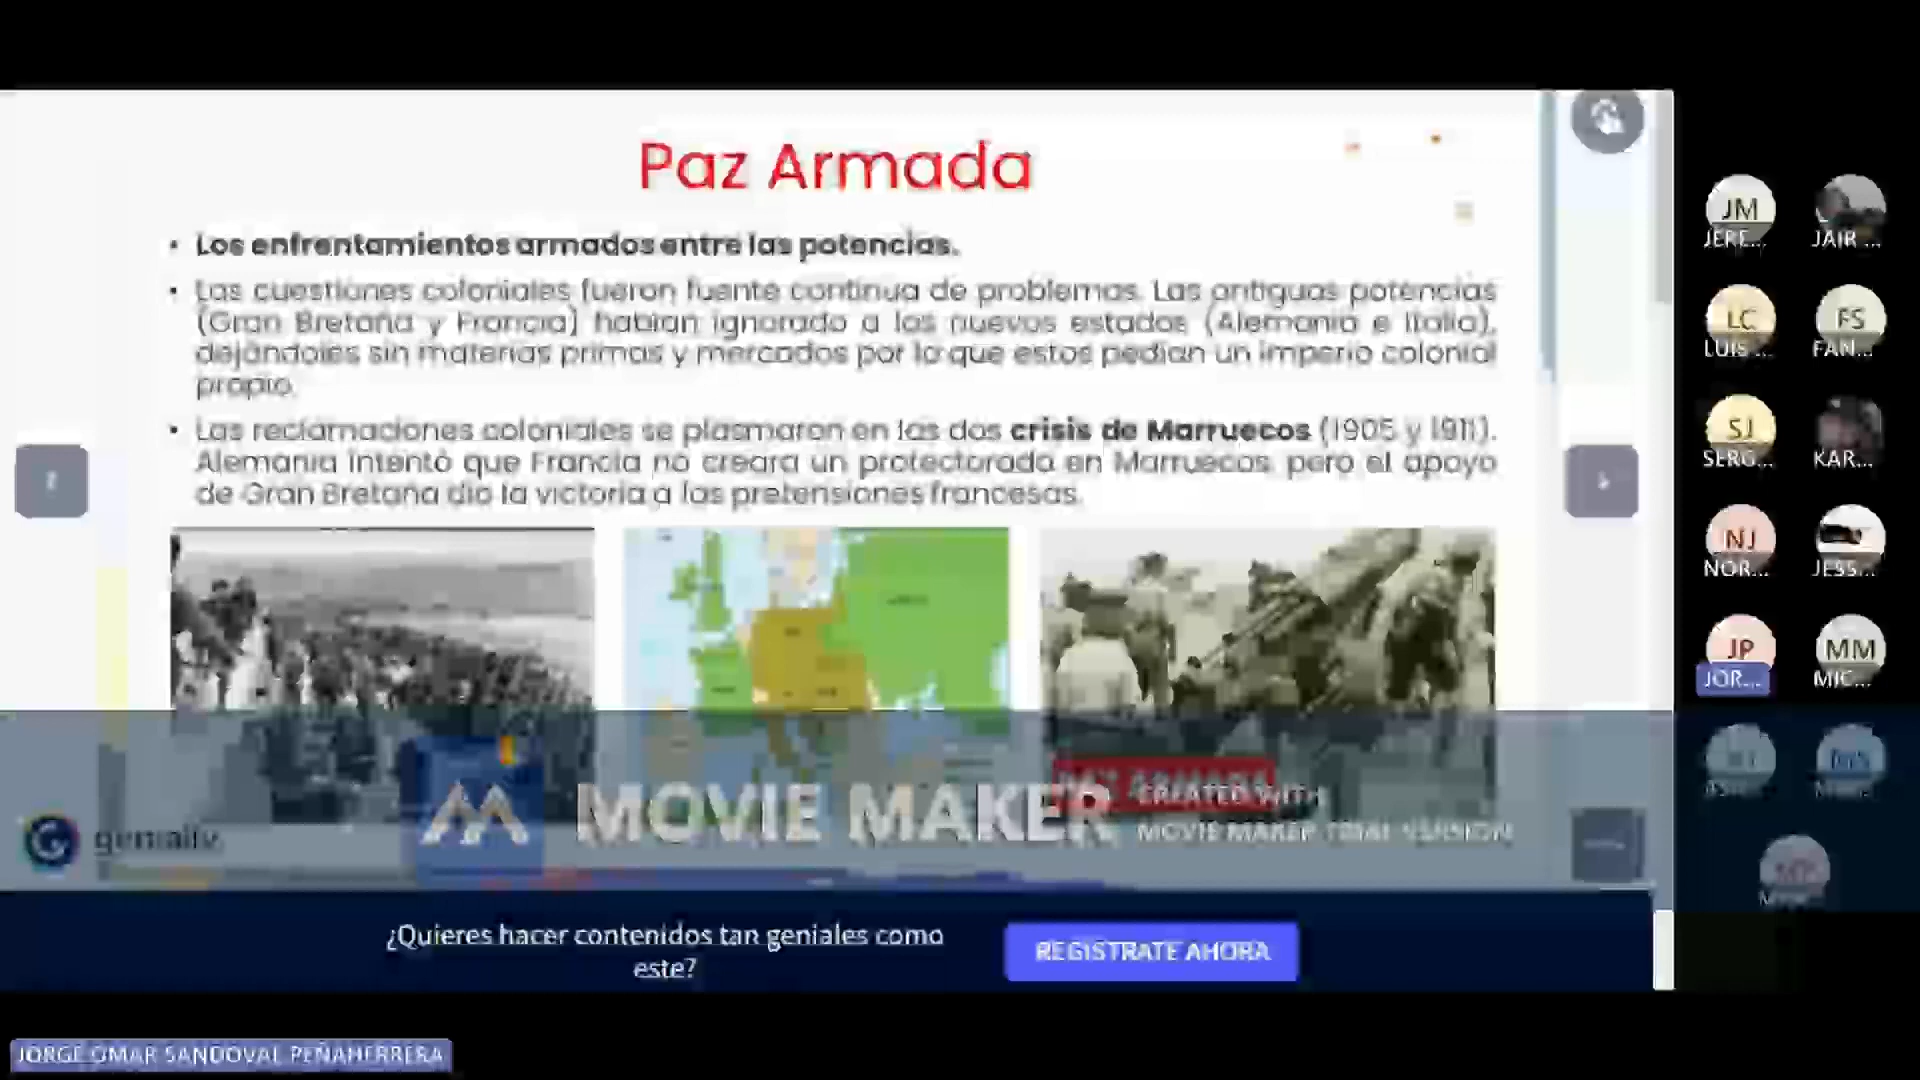 Paz Armada
• Los enfrentamientos armados entre las potencias.
• Las cuestiones coloniales fueron fuente continua de problemas. Las antiguas potencias
(Gran Bretaña y Francia) habían ignorado a los nuevos estados (Alemania e Italia),
dejándoles sin materias primas y mercados por lo que estos pedían un imperio colonial
propio.
• Las reclamaciones coloniales se plasmaron en las dos crisis de Marruecos (1905 y 1911).
Alemania intentó que Francia no creara un protectorado en Marruecos, pero el apoyo
de Gran Bretaña dio la victoria a las pretensiones francesas.
PAZ ARMADA
MOVIE MAKER
CREATED WITH
MOVIE MAKER TRIAL VERSION
genially
¿Quieres hacer contenidos tan geniales como
este?
REGÍSTRATE AHORA
JM
JERE...
JAIR ...
LC
LUIS ...
FS
FAN...
SJ
SERG...
KAR...
NJ
NOR...
JESS...
JP
JOR...
MM
MIC...
JORGE OMAR SANDOVAL PEÑAHERRERA